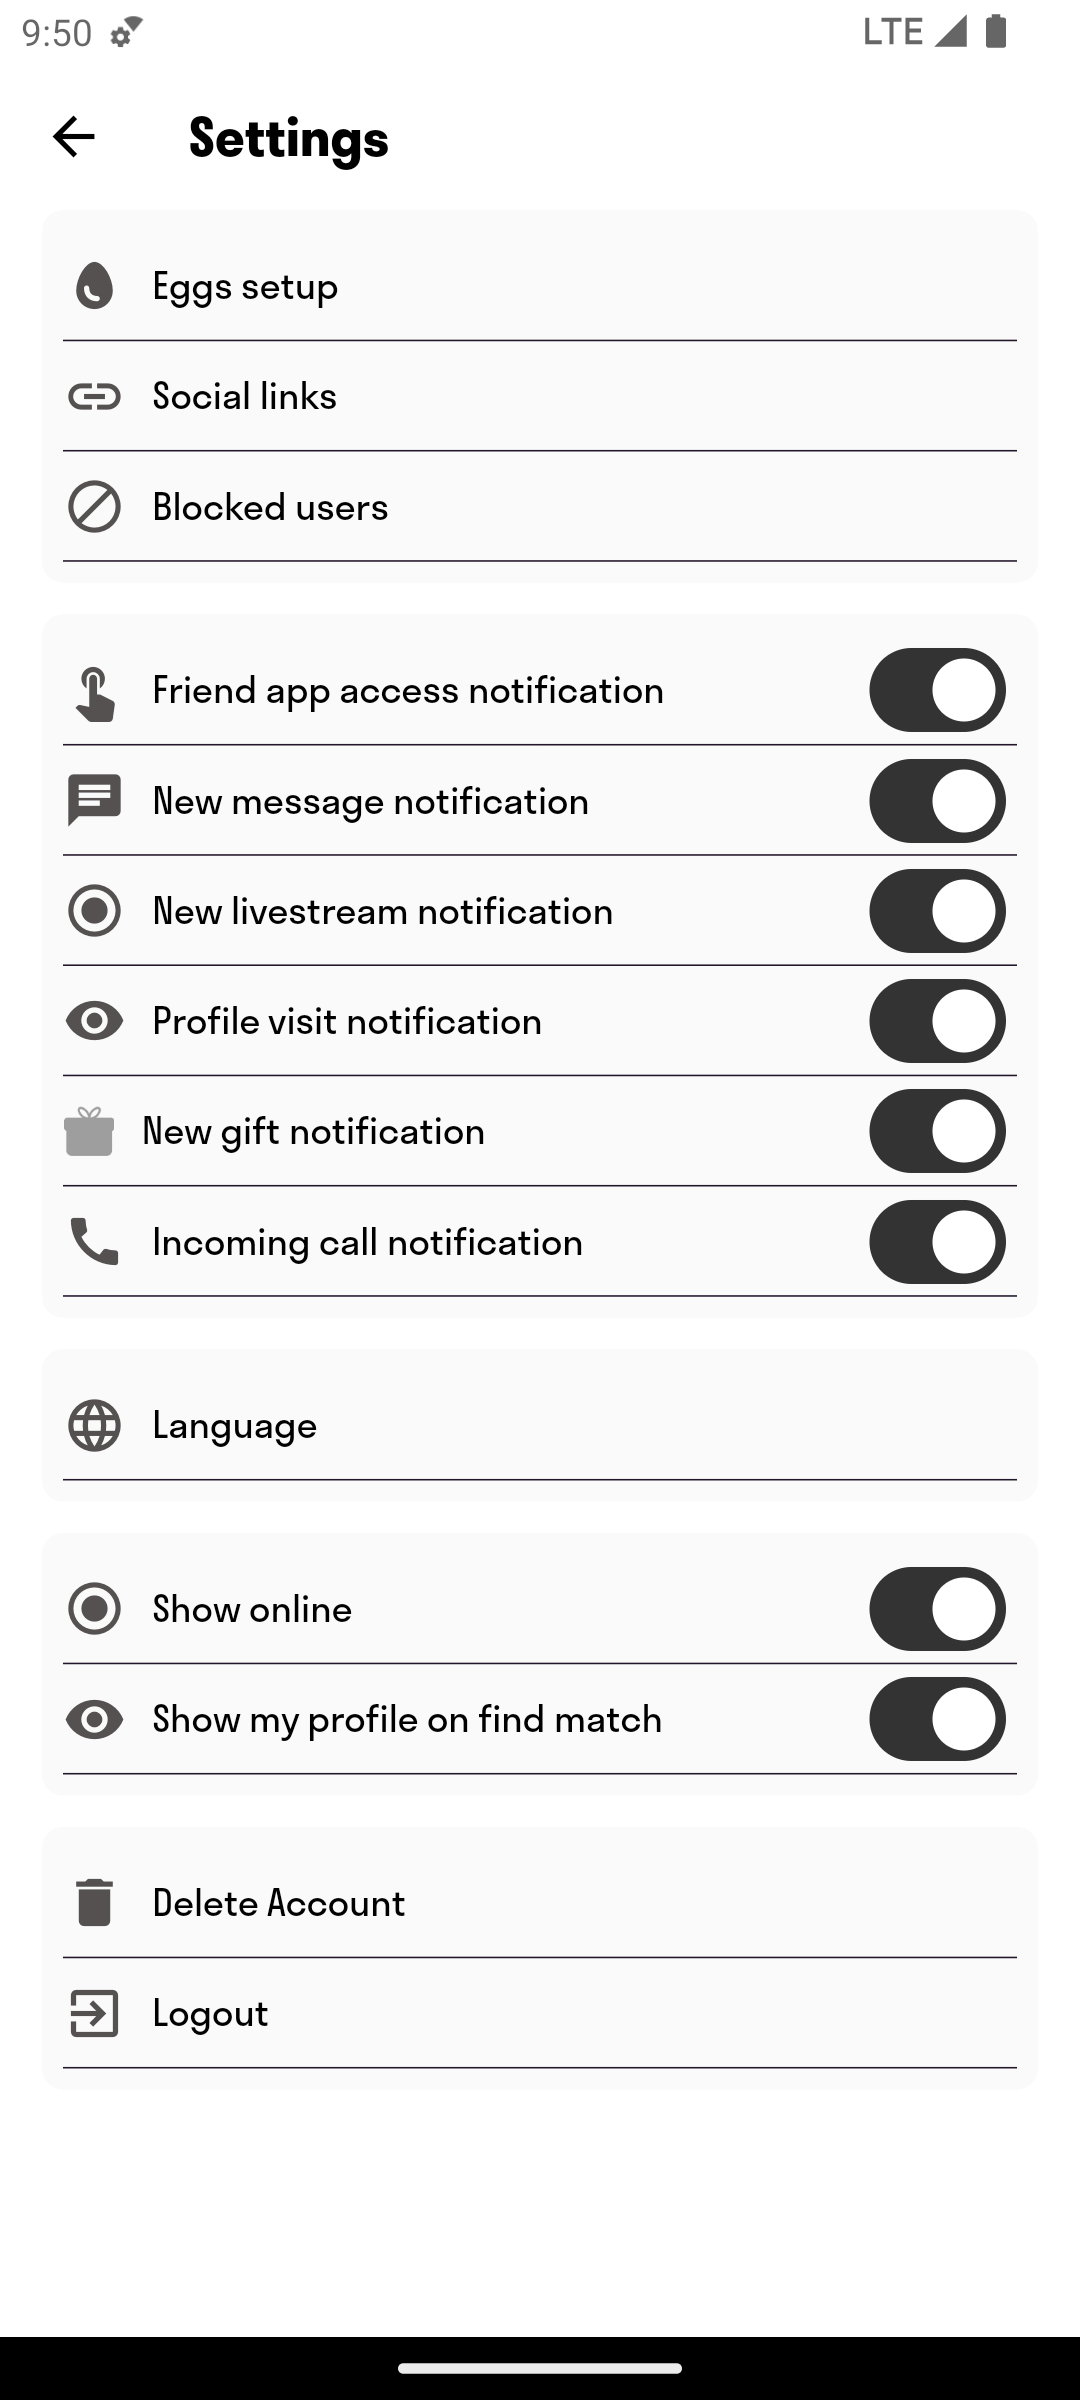 9:50 LTE
Settings
Eggs setup
Social links
Blocked users
Friend app access notification
New message notification
New livestream notification
Profile visit notification
New gift notification
Incoming call notification
Language
Show online
Show my profile on find match
Delete Account
Logout